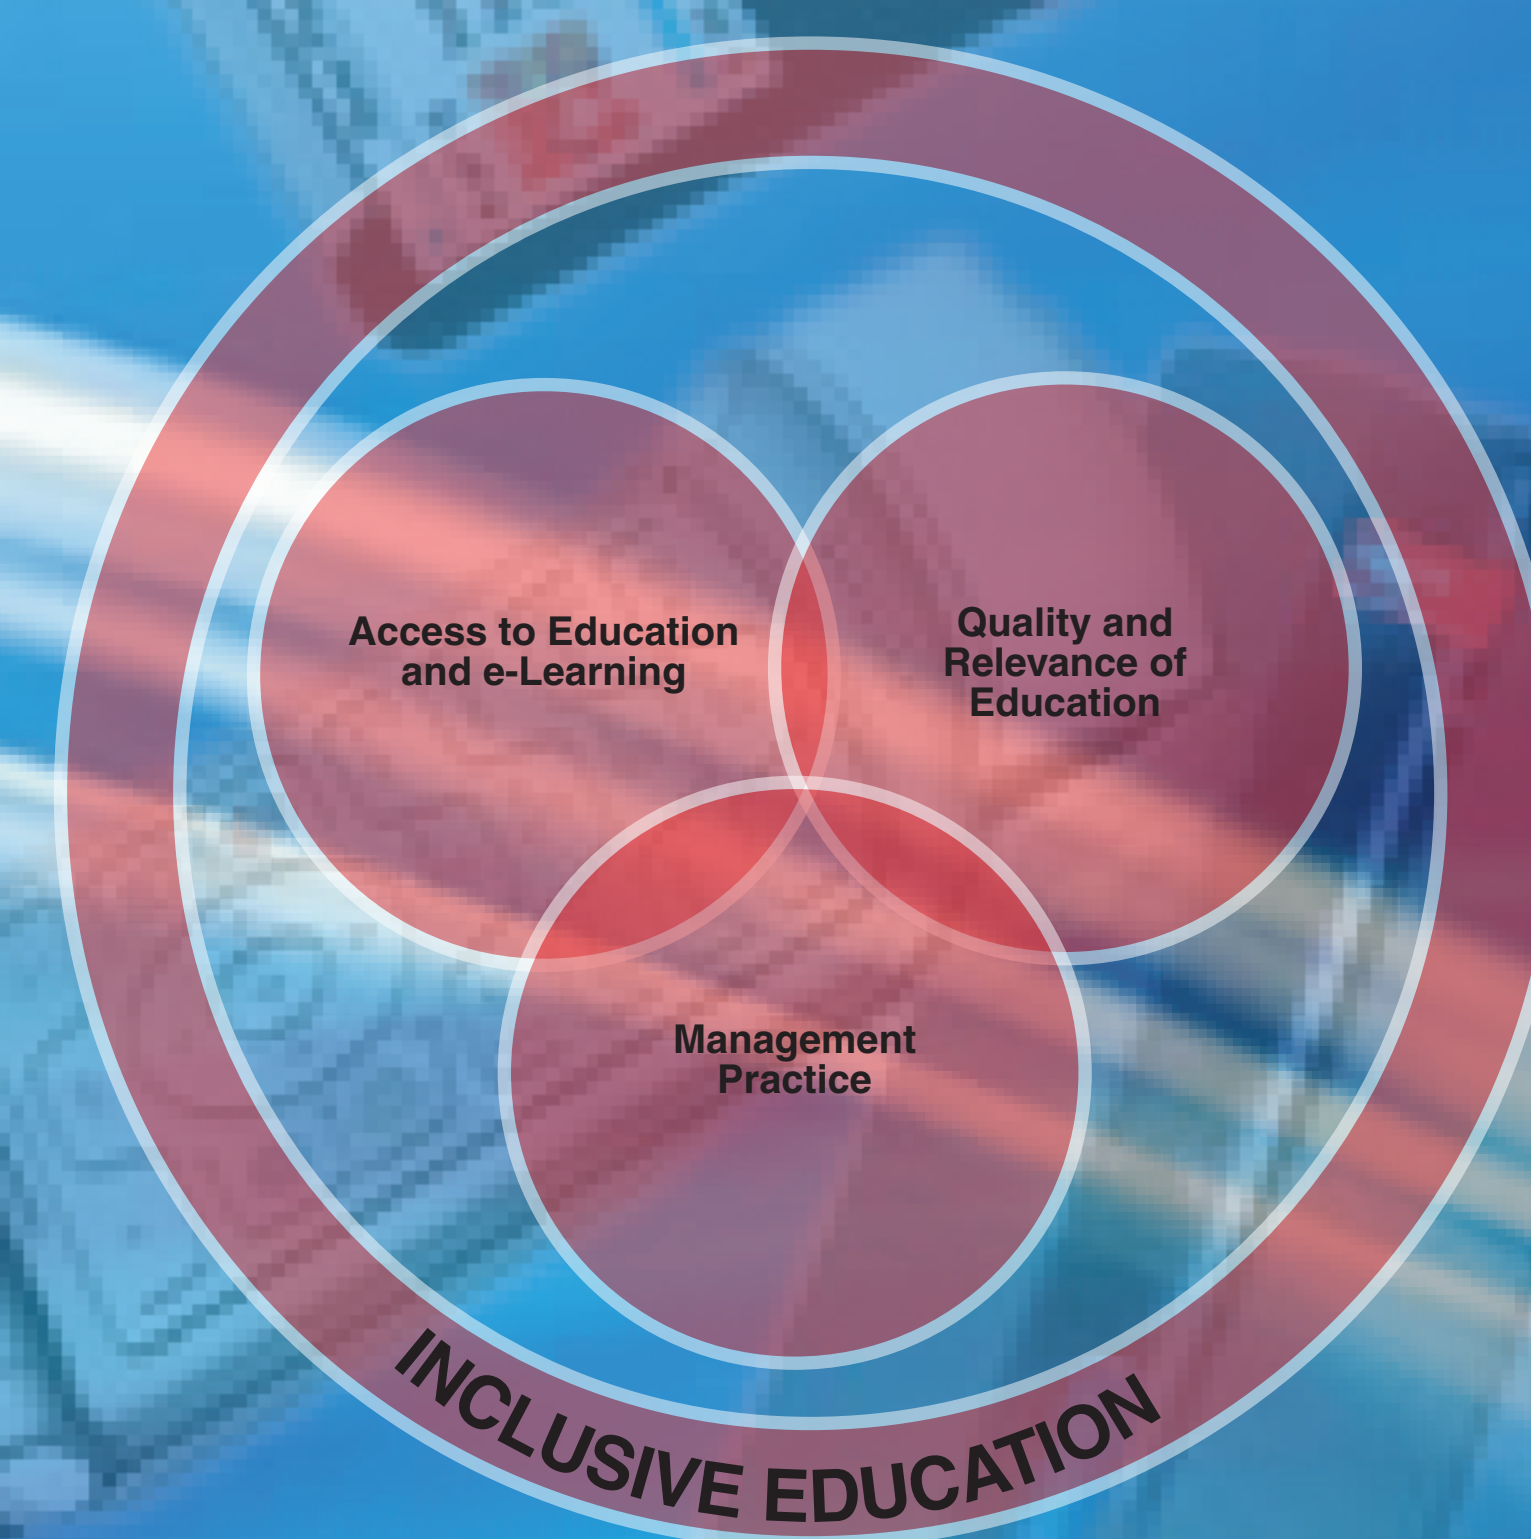 Access to Education
and e-Learning
Quality and
Relevance of
Education
Management
Practice
INCLUSIVE EDUCATION